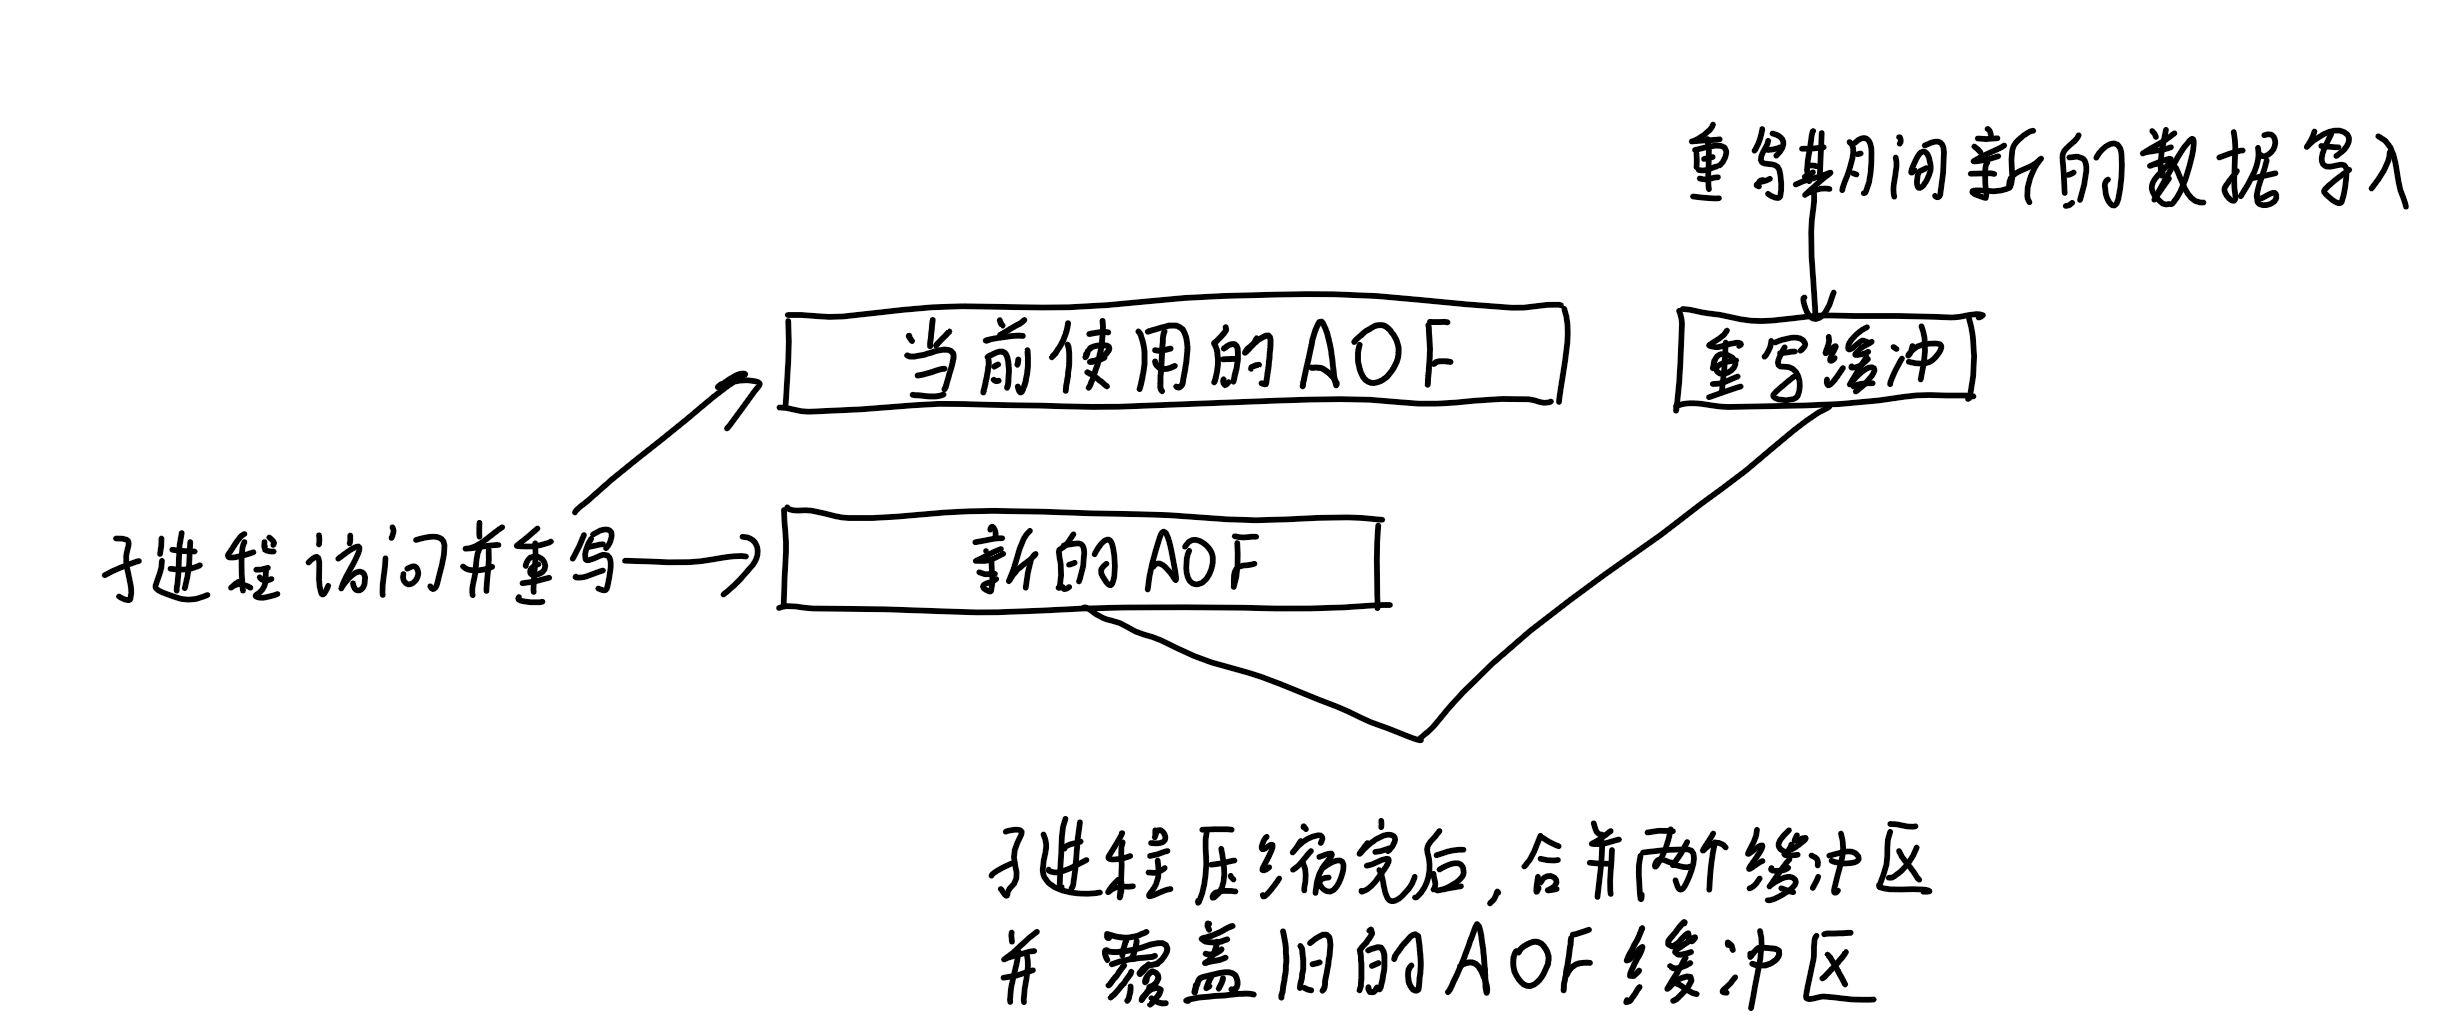 重写期间新的数据写入
当前使用的AOF
重写缓冲
子进程访问并重写
新的AOF
子进程压缩完后,合并两个缓冲区
并覆盖旧的AOF缓冲区